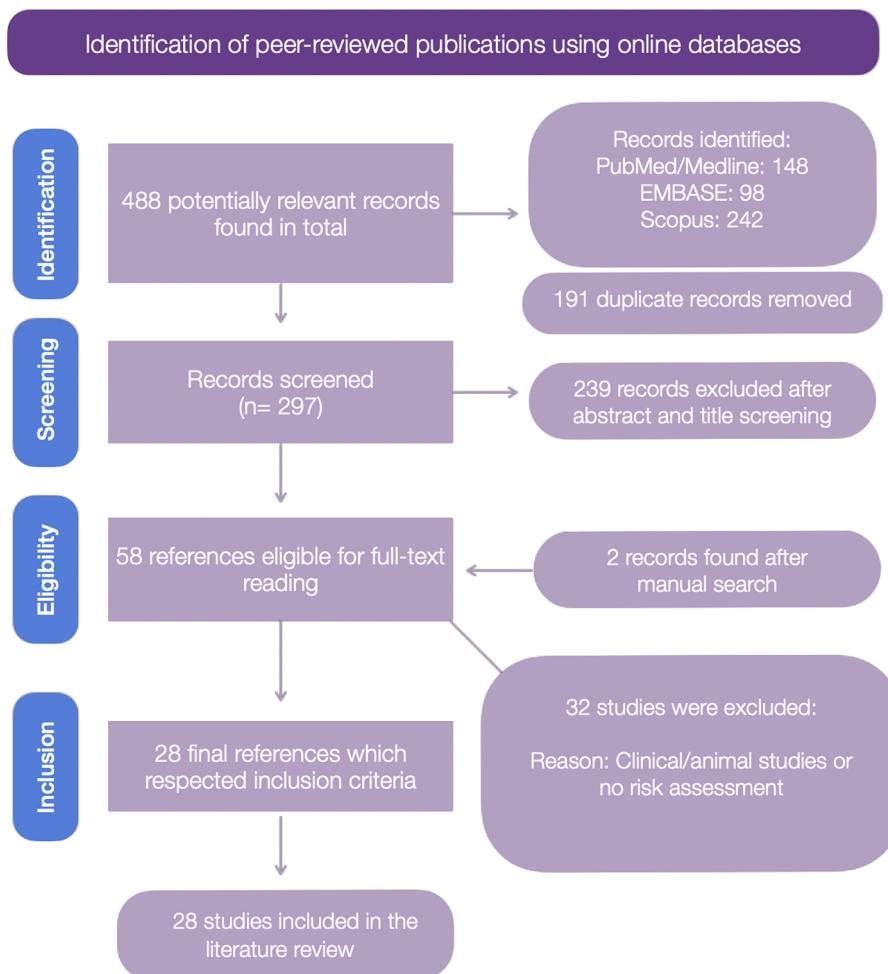 Identification of peer-reviewed publications using online databases
Identification
488 potentially relevant records
found in total
Records identified:
PubMed/Medline: 148
EMBASE: 98
Scopus: 242
191 duplicate records removed
Screening
Records screened
(n= 297)
239 records excluded after
abstract and title screening
Eligibility
58 references eligible for full-text
reading
2 records found after
manual search
32 studies were excluded:
Reason: Clinical/animal studies or
no risk assessment
Inclusion
28 final references which
respected inclusion criteria
28 studies included in the
literature review